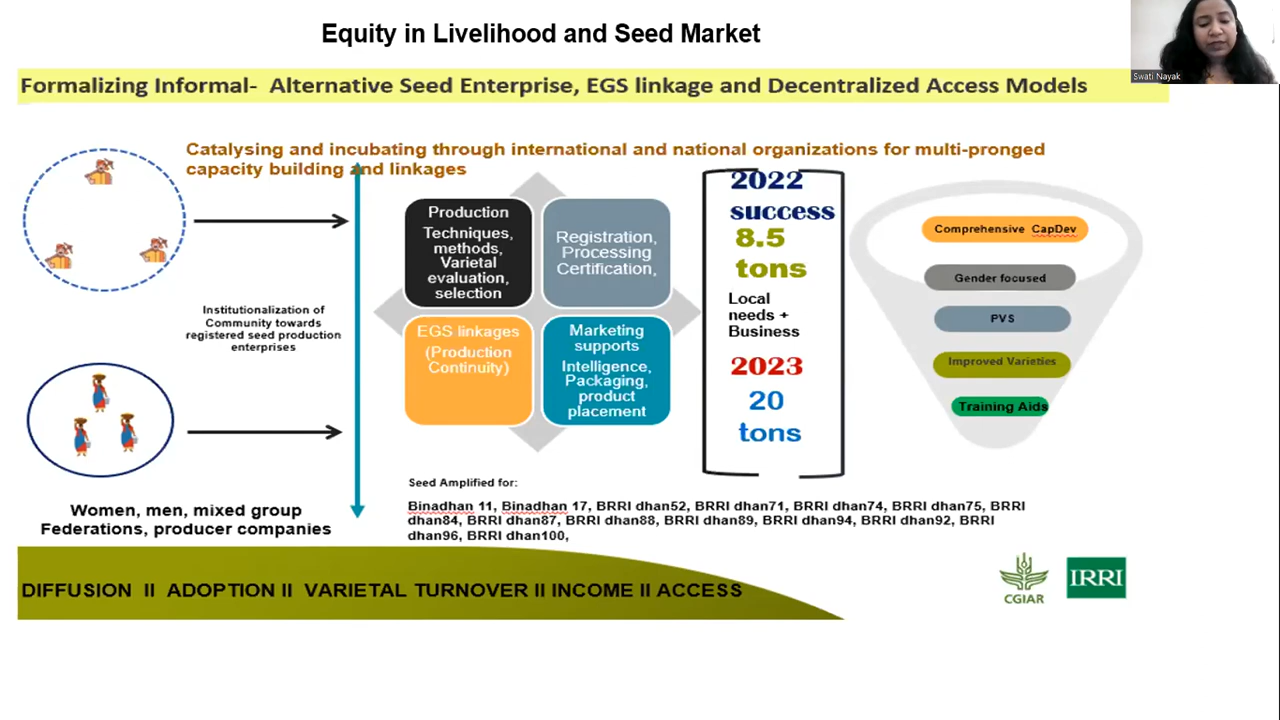 Equity in Livelihood and Seed Market
Swati Nayak
Formalizing Informal- Alternative Seed Enterprise, EGS linkage and Decentralized Access Models
Catalysing and incubating through international and national organizations for multi-pronged
capacity building and linkages
Institutionalization of
Community towards
registered seed production
enterprises
Women, men, mixed group
Federations, producer companies
Production
Techniques,
methods,
Varietal
evaluation,
selection
Registration,
Processing
Certification,
EGS linkages
(Production
Continuity)
Marketing
supports
Intelligence,
Packaging,
product
placement
2022
success
8.5
tons
Local
needs +
Business
2023
20
tons
Comprehensive CapDev
Gender focused
PVS
Improved Varieties
Training Aids
Seed Amplified for:
Binadhan 11, Binadhan 17, BRRI dhan52, BRRI dhan71, BRRI dhan74, BRRI dhan75, BRRI
dhan84, BRRI dhan87, BRRI dhan88, BRRI dhan89, BRRI dhan94, BRRI dhan92, BRRI
dhan96, BRRI dhan100,
DIFFUSION II ADOPTION II VARIETAL TURNOVER II INCOME II ACCESS
CGIAR
IRRI